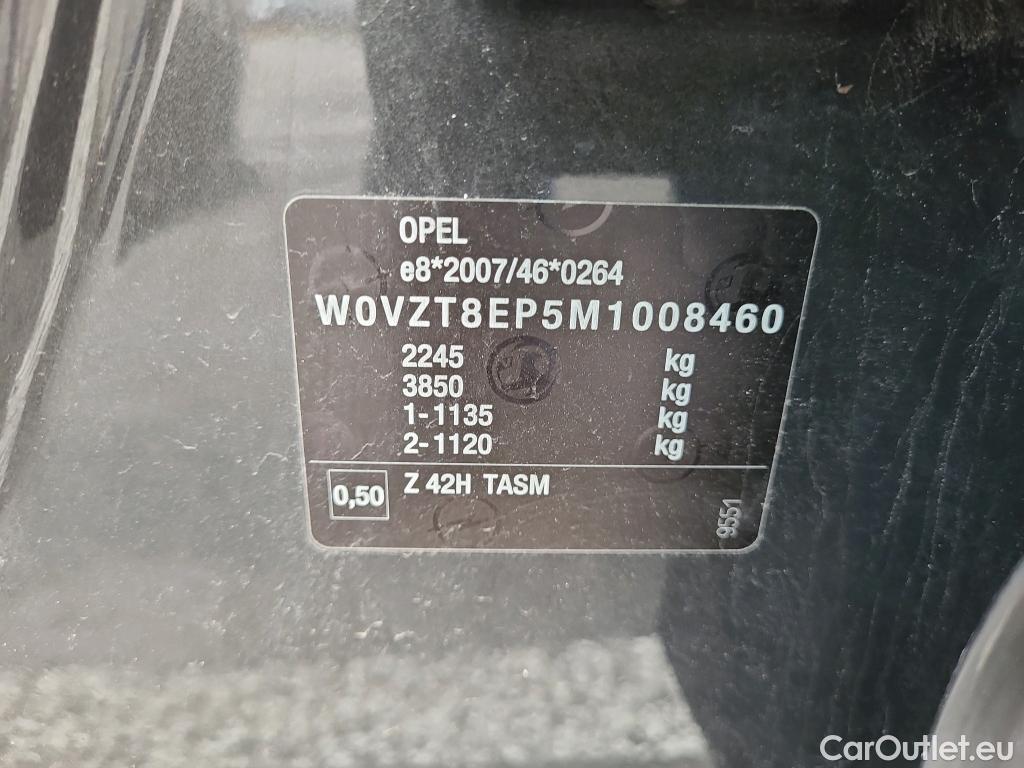 OPEL
e8*2007/46*0264
W0VZT8EP5M1008460
2245 kg
3850 kg
1-1135 kg
2-1120 kg
0,50 Z 42H TASM
9551
CarOutlet.eu